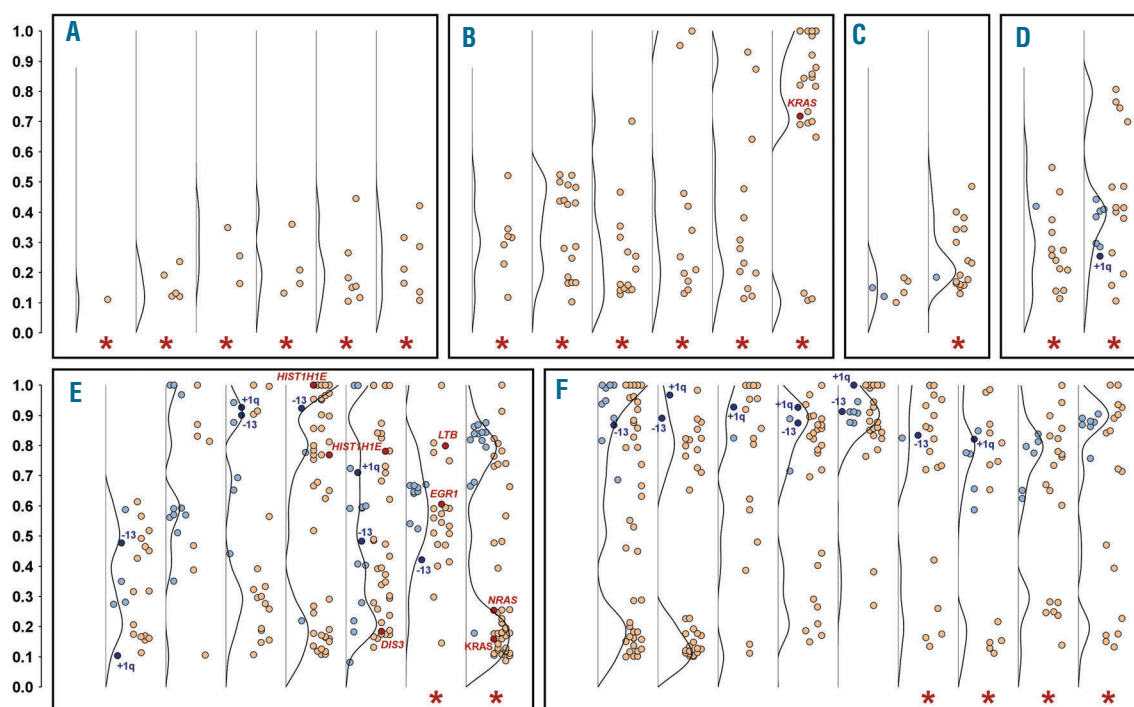 A
B
C
D
1.0
0.9
0.8
0.7
0.6
0.5
0.4
0.3
0.2
0.1
0.0
KRAS
+1q
* * * * * *
* * * * * *
*
* *
E
F
1.0
0.9
0.8
0.7
0.6
0.5
0.4
0.3
0.2
0.1
0.0
-13
+1q
+1q
-13
HIST1H1E
-13
HIST1H1E
+1q
-13
DIS3
LTB
EGR1
-13
NRAS
KRAS
-13
+1q
-13
+1q
+1q
-13
+1q
-13
-13
+1q
* *
* * * *